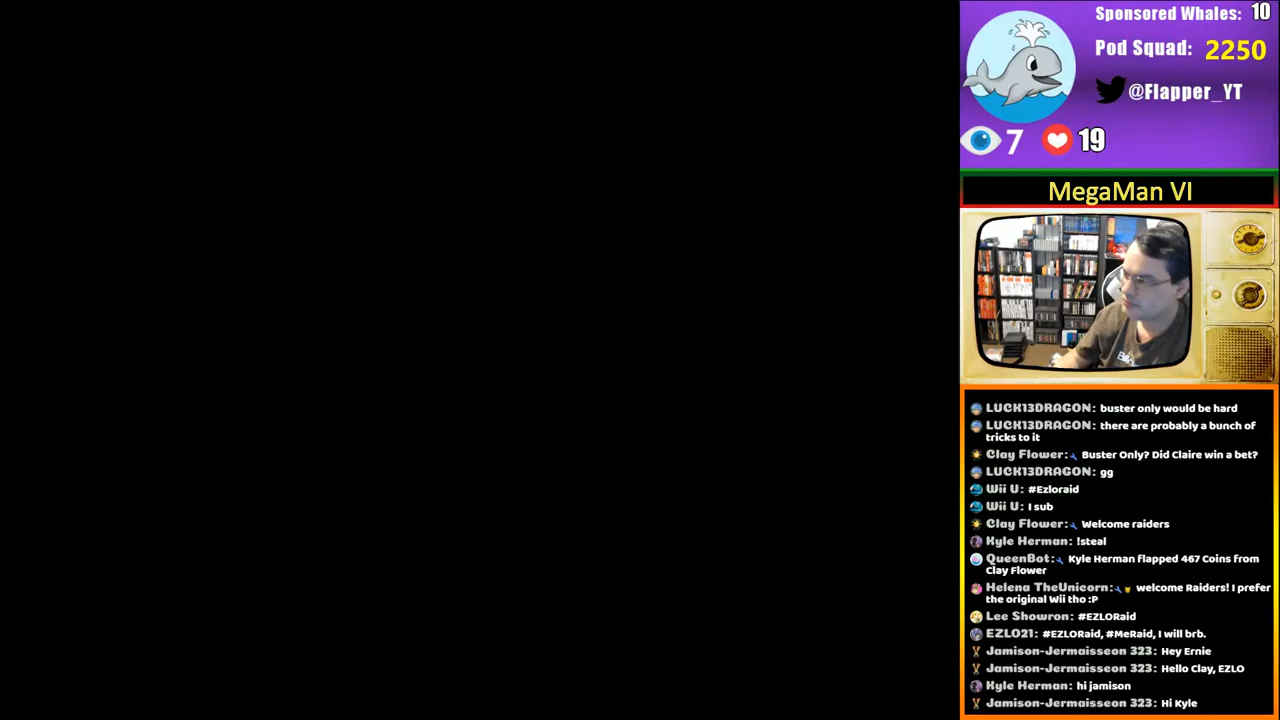 Sponsored Whales: 10
Pod Squad: 2250
@Flapper_YT
7 19
MegaMan VI
LUCK13DRAGON: buster only would be hard
LUCK13DRAGON: there are probably a bunch of
tricks to it
Clay Flower: Buster Only? Did Claire win a bet?
LUCK13DRAGON: gg
Wii U: #Ezloraid
Wii U: I sub
Clay Flower: Welcome raiders
Kyle Herman: !steal
QueenBot: Kyle Herman flapped 467 Coins from
Clay Flower
Helena TheUnicorn: welcome Raiders! I prefer
the original Wii tho :P
Lee Showron: #EZLORaid
EZLO21: #EZLORaid, #MeRaid, I will brb.
Jamison-Jermaisseon 323: Hey Ernie
Jamison-Jermaisseon 323: Hello Clay, EZLO
Kyle Herman: hi jamison
Jamison-Jermaisseon 323: Hi Kyle